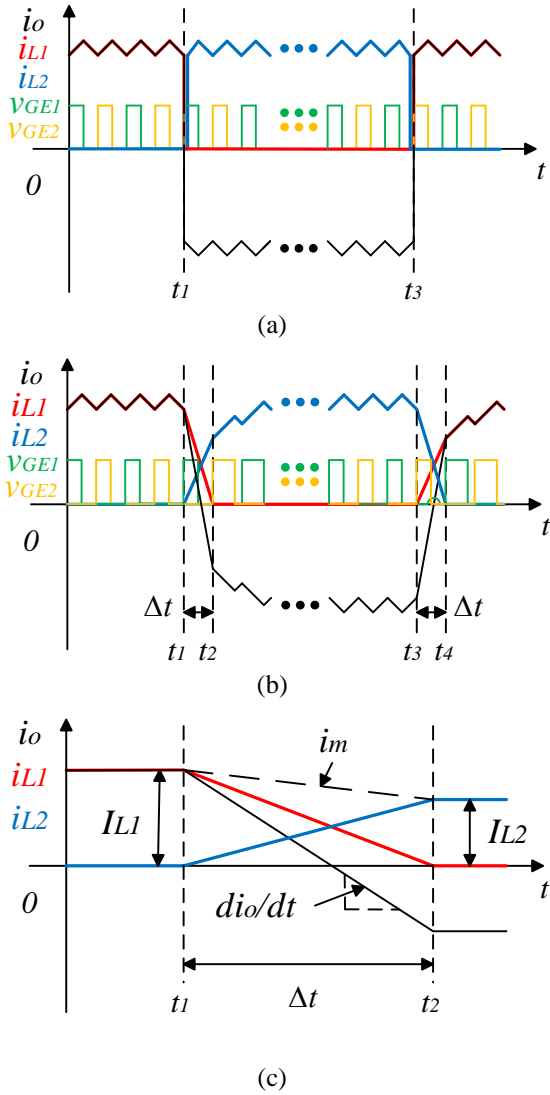 io
iL1
iL2
vGE1
vGE2
0
t
t1
t3
(a)
io
iL1
iL2
vGE1
vGE2
0
t
Δt
Δt
t1
t2
t3
t4
(b)
io
im
iL1
iL2
IL1
IL2
0
dio/dt
t
t1
Δt
t2
(c)